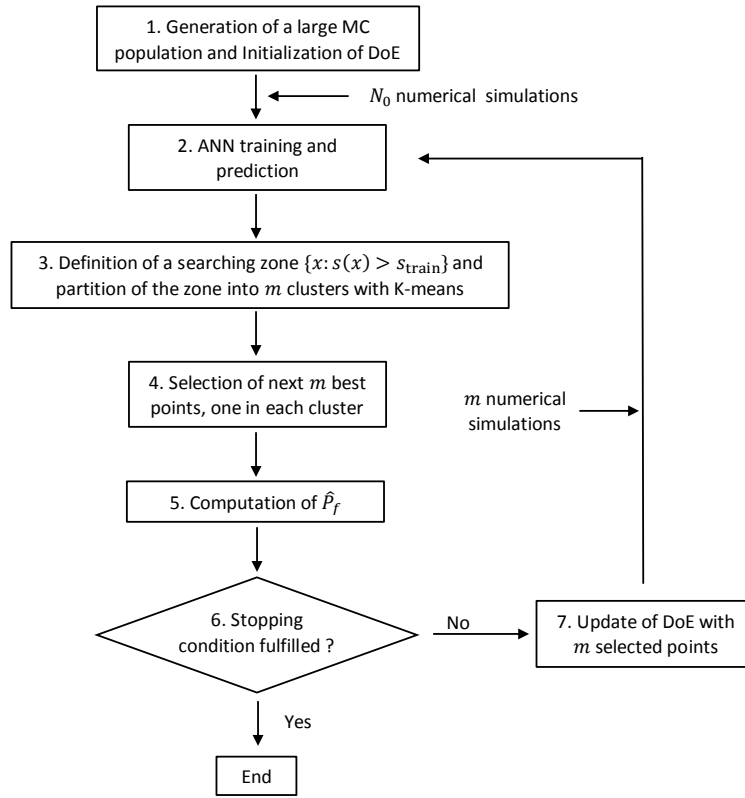 1. Generation of a large MC
population and Initialization of DoE
N₀ numerical simulations
2. ANN training and
prediction
3. Definition of a searching zone {x: s(x) > s_train} and
partition of the zone into m clusters with K-means
4. Selection of next m best
points, one in each cluster
m numerical
simulations
5. Computation of P̂_f
6. Stopping
condition fulfilled ?
No
7. Update of DoE with
m selected points
Yes
End